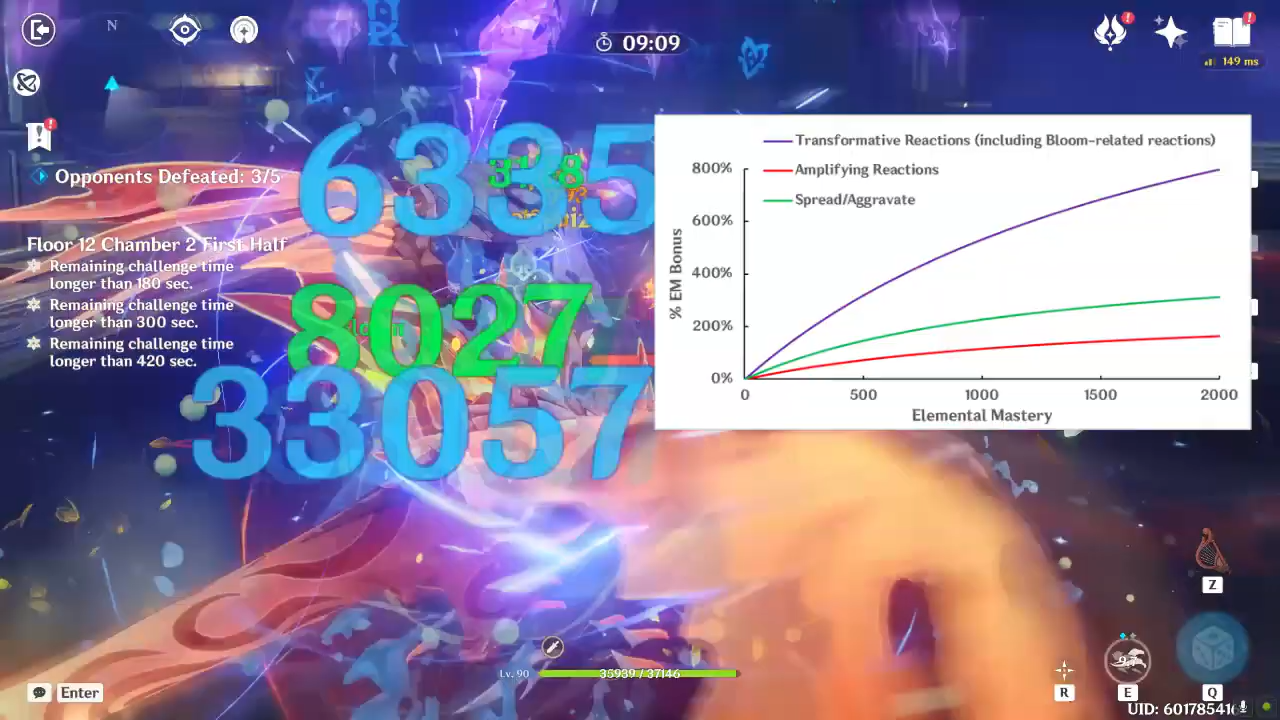 N
09:09
149 ms
Opponents Defeated: 3/5
Floor 12 Chamber 2 First Half
Remaining challenge time
longer than 180 sec.
Remaining challenge time
longer than 300 sec.
Remaining challenge time
longer than 420 sec.
6335
8027
33057
Transformative Reactions (including Bloom-related reactions)
Amplifying Reactions
Spread/Aggravate
800%
600%
400%
200%
0%
% EM Bonus
0
500
1000
1500
2000
Elemental Mastery
Z
Lv. 90
35939 / 37146
Enter
R
E
Q
UID: 60178541